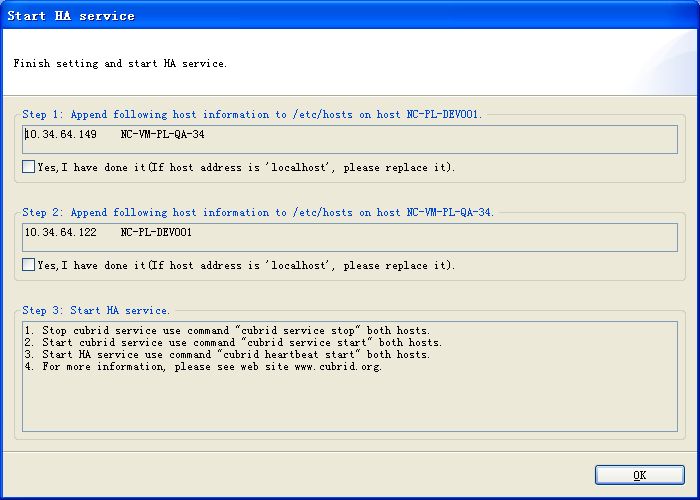 Start HA service
Finish setting and start HA service.
Step 1: Append following host information to /etc/hosts on host NC-PL-DEV001.
10.34.64.149    NC-VM-PL-QA-34
Yes,I have done it(If host address is 'localhost', please replace it).
Step 2: Append following host information to /etc/hosts on host NC-VM-PL-QA-34.
10.34.64.122    NC-PL-DEV001
Yes,I have done it(If host address is 'localhost', please replace it).
Step 3: Start HA service.
1. Stop cubrid service use command "cubrid service stop" both hosts.
2. Start cubrid service use command "cubrid service start" both hosts.
3. Start HA service use command "cubrid heartbeat start" both hosts.
4. For more information, please see web site www.cubrid.org.
OK